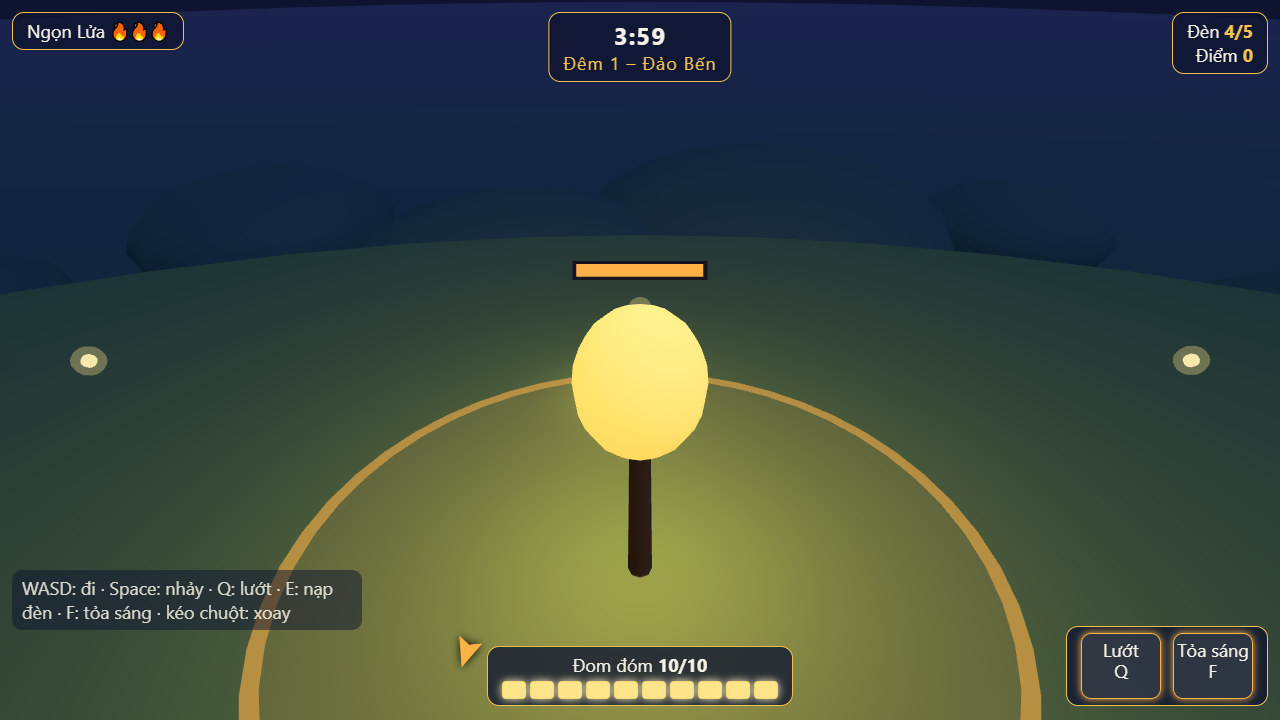 Ngọn Lửa 🔥🔥🔥
3:59
Đêm 1 – Đảo Bến
Đèn 4/5
Điểm 0
WASD: đi · Space: nhảy · Q: lướt · E: nạp
đèn · F: tỏa sáng · kéo chuột: xoay
Đom đóm 10/10
Lướt
Q
Tỏa sáng
F